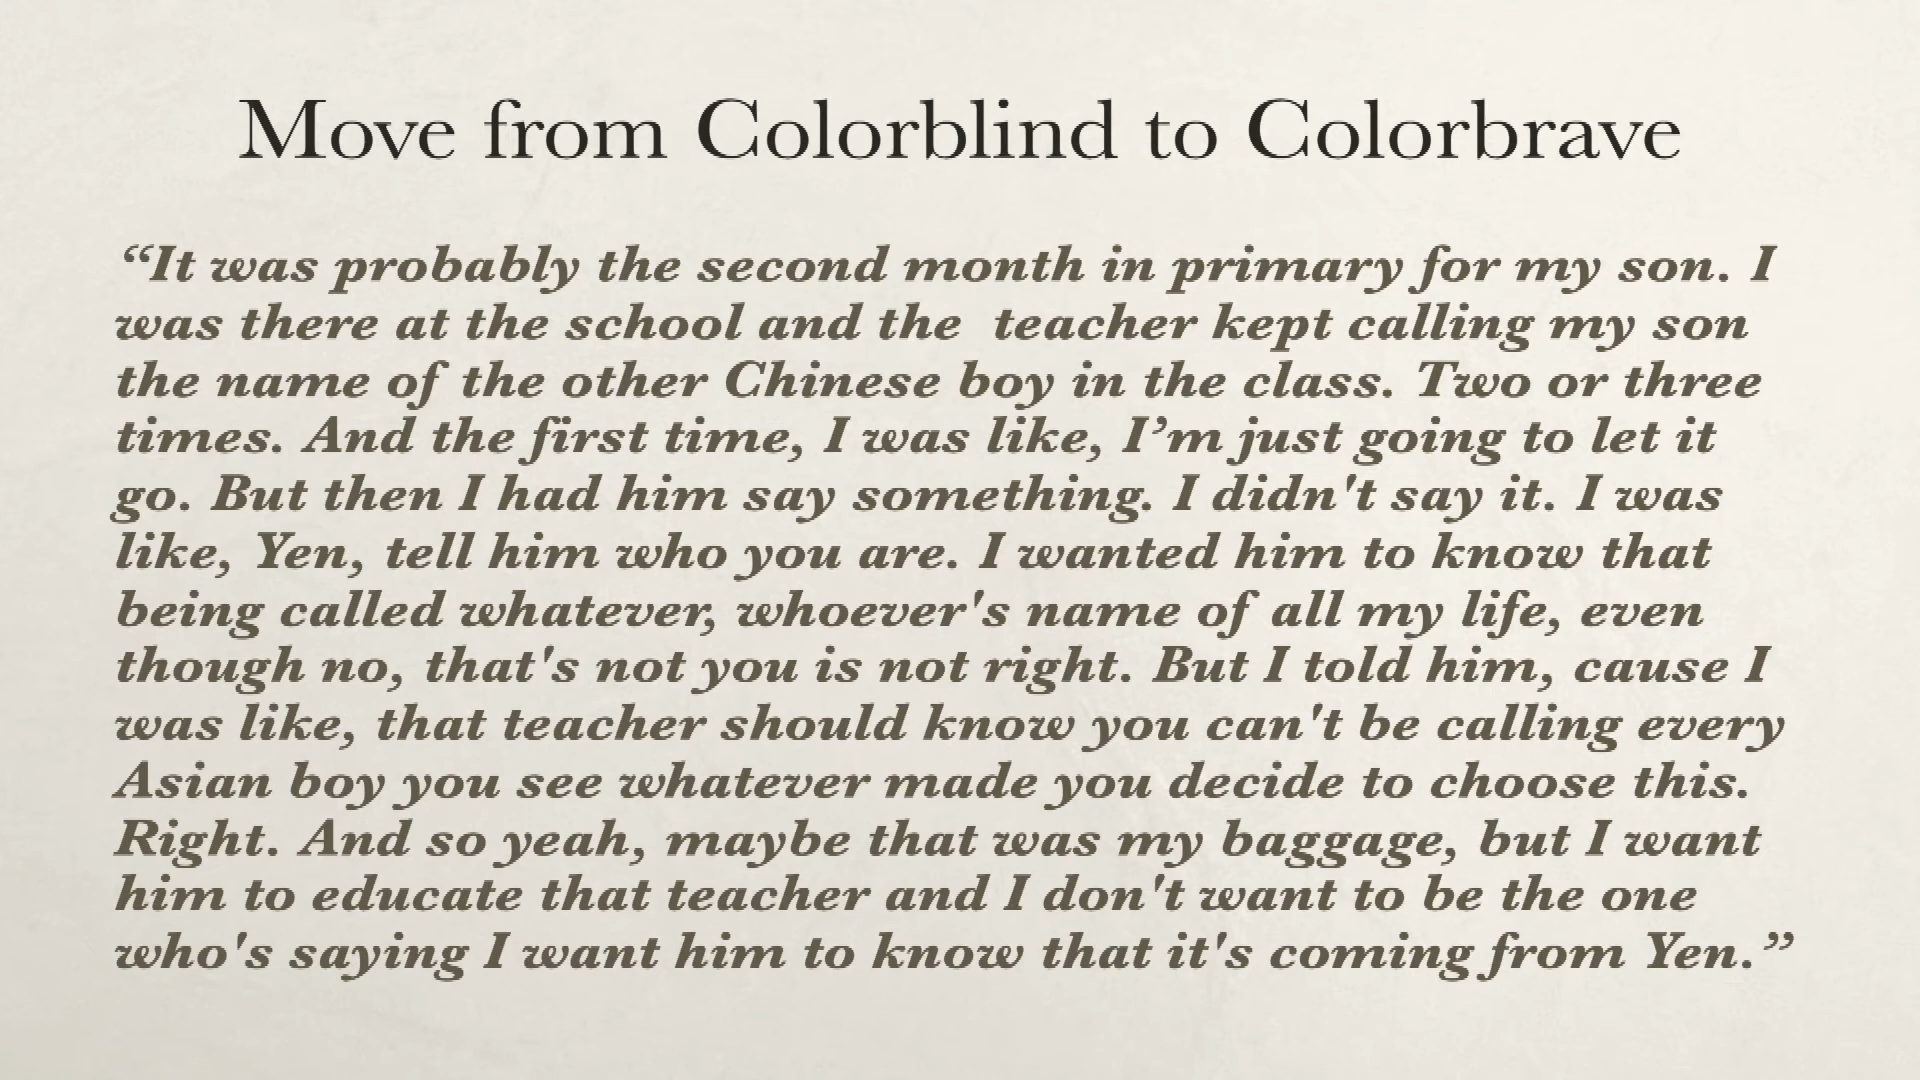 Move from Colorblind to Colorbrave
“It was probably the second month in primary for my son. I
was there at the school and the  teacher kept calling my son
the name of the other Chinese boy in the class. Two or three
times. And the first time, I was like, I’m just going to let it
go. But then I had him say something. I didn't say it. I was
like, Yen, tell him who you are. I wanted him to know that
being called whatever, whoever's name of all my life, even
though no, that's not you is not right. But I told him, cause I
was like, that teacher should know you can't be calling every
Asian boy you see whatever made you decide to choose this.
Right. And so yeah, maybe that was my baggage, but I want
him to educate that teacher and I don't want to be the one
who's saying I want him to know that it's coming from Yen.”